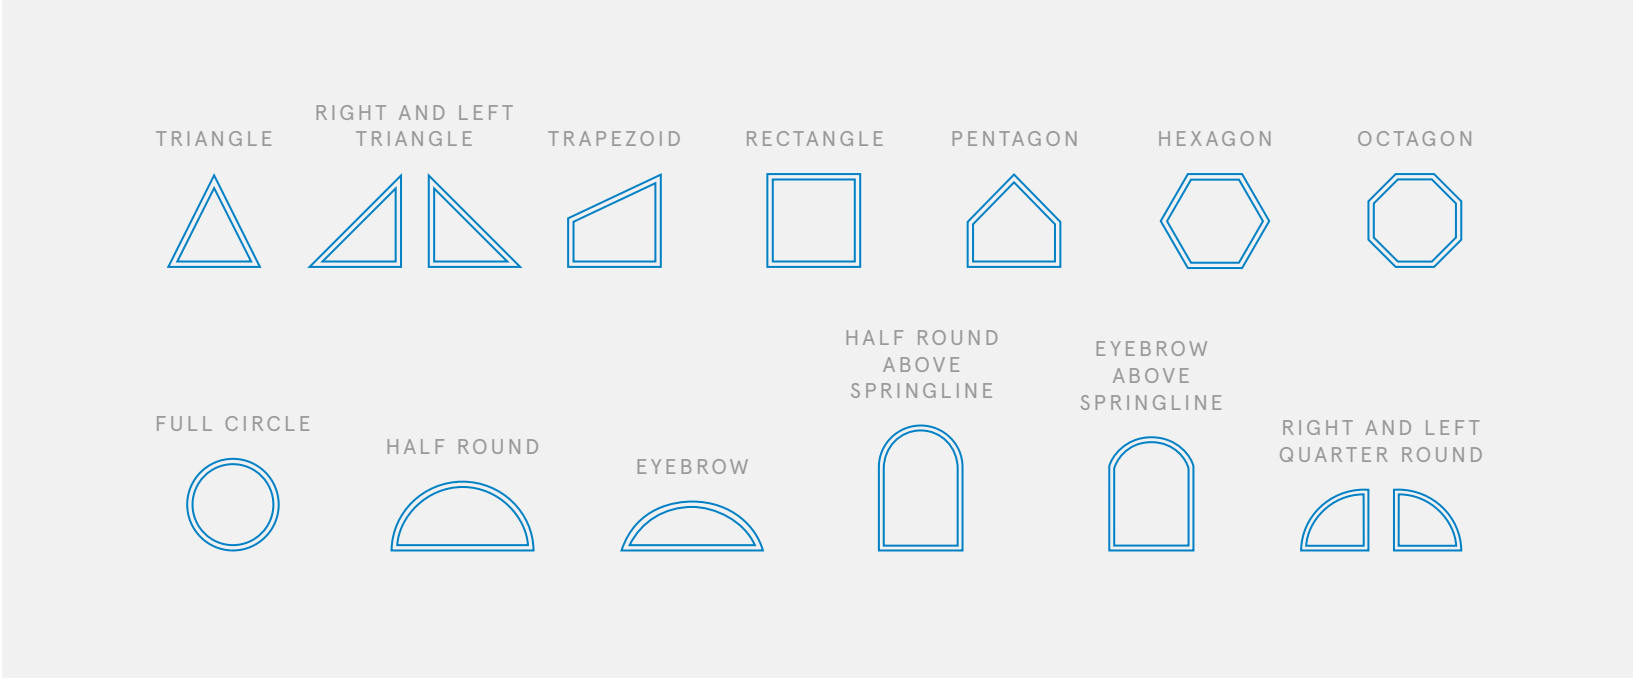 TRIANGLE
RIGHT AND LEFT
TRIANGLE
TRAPEZOID
RECTANGLE
PENTAGON
HEXAGON
OCTAGON
FULL CIRCLE
HALF ROUND
EYEBROW
HALF ROUND
ABOVE
SPRINGLINE
EYEBROW
ABOVE
SPRINGLINE
RIGHT AND LEFT
QUARTER ROUND